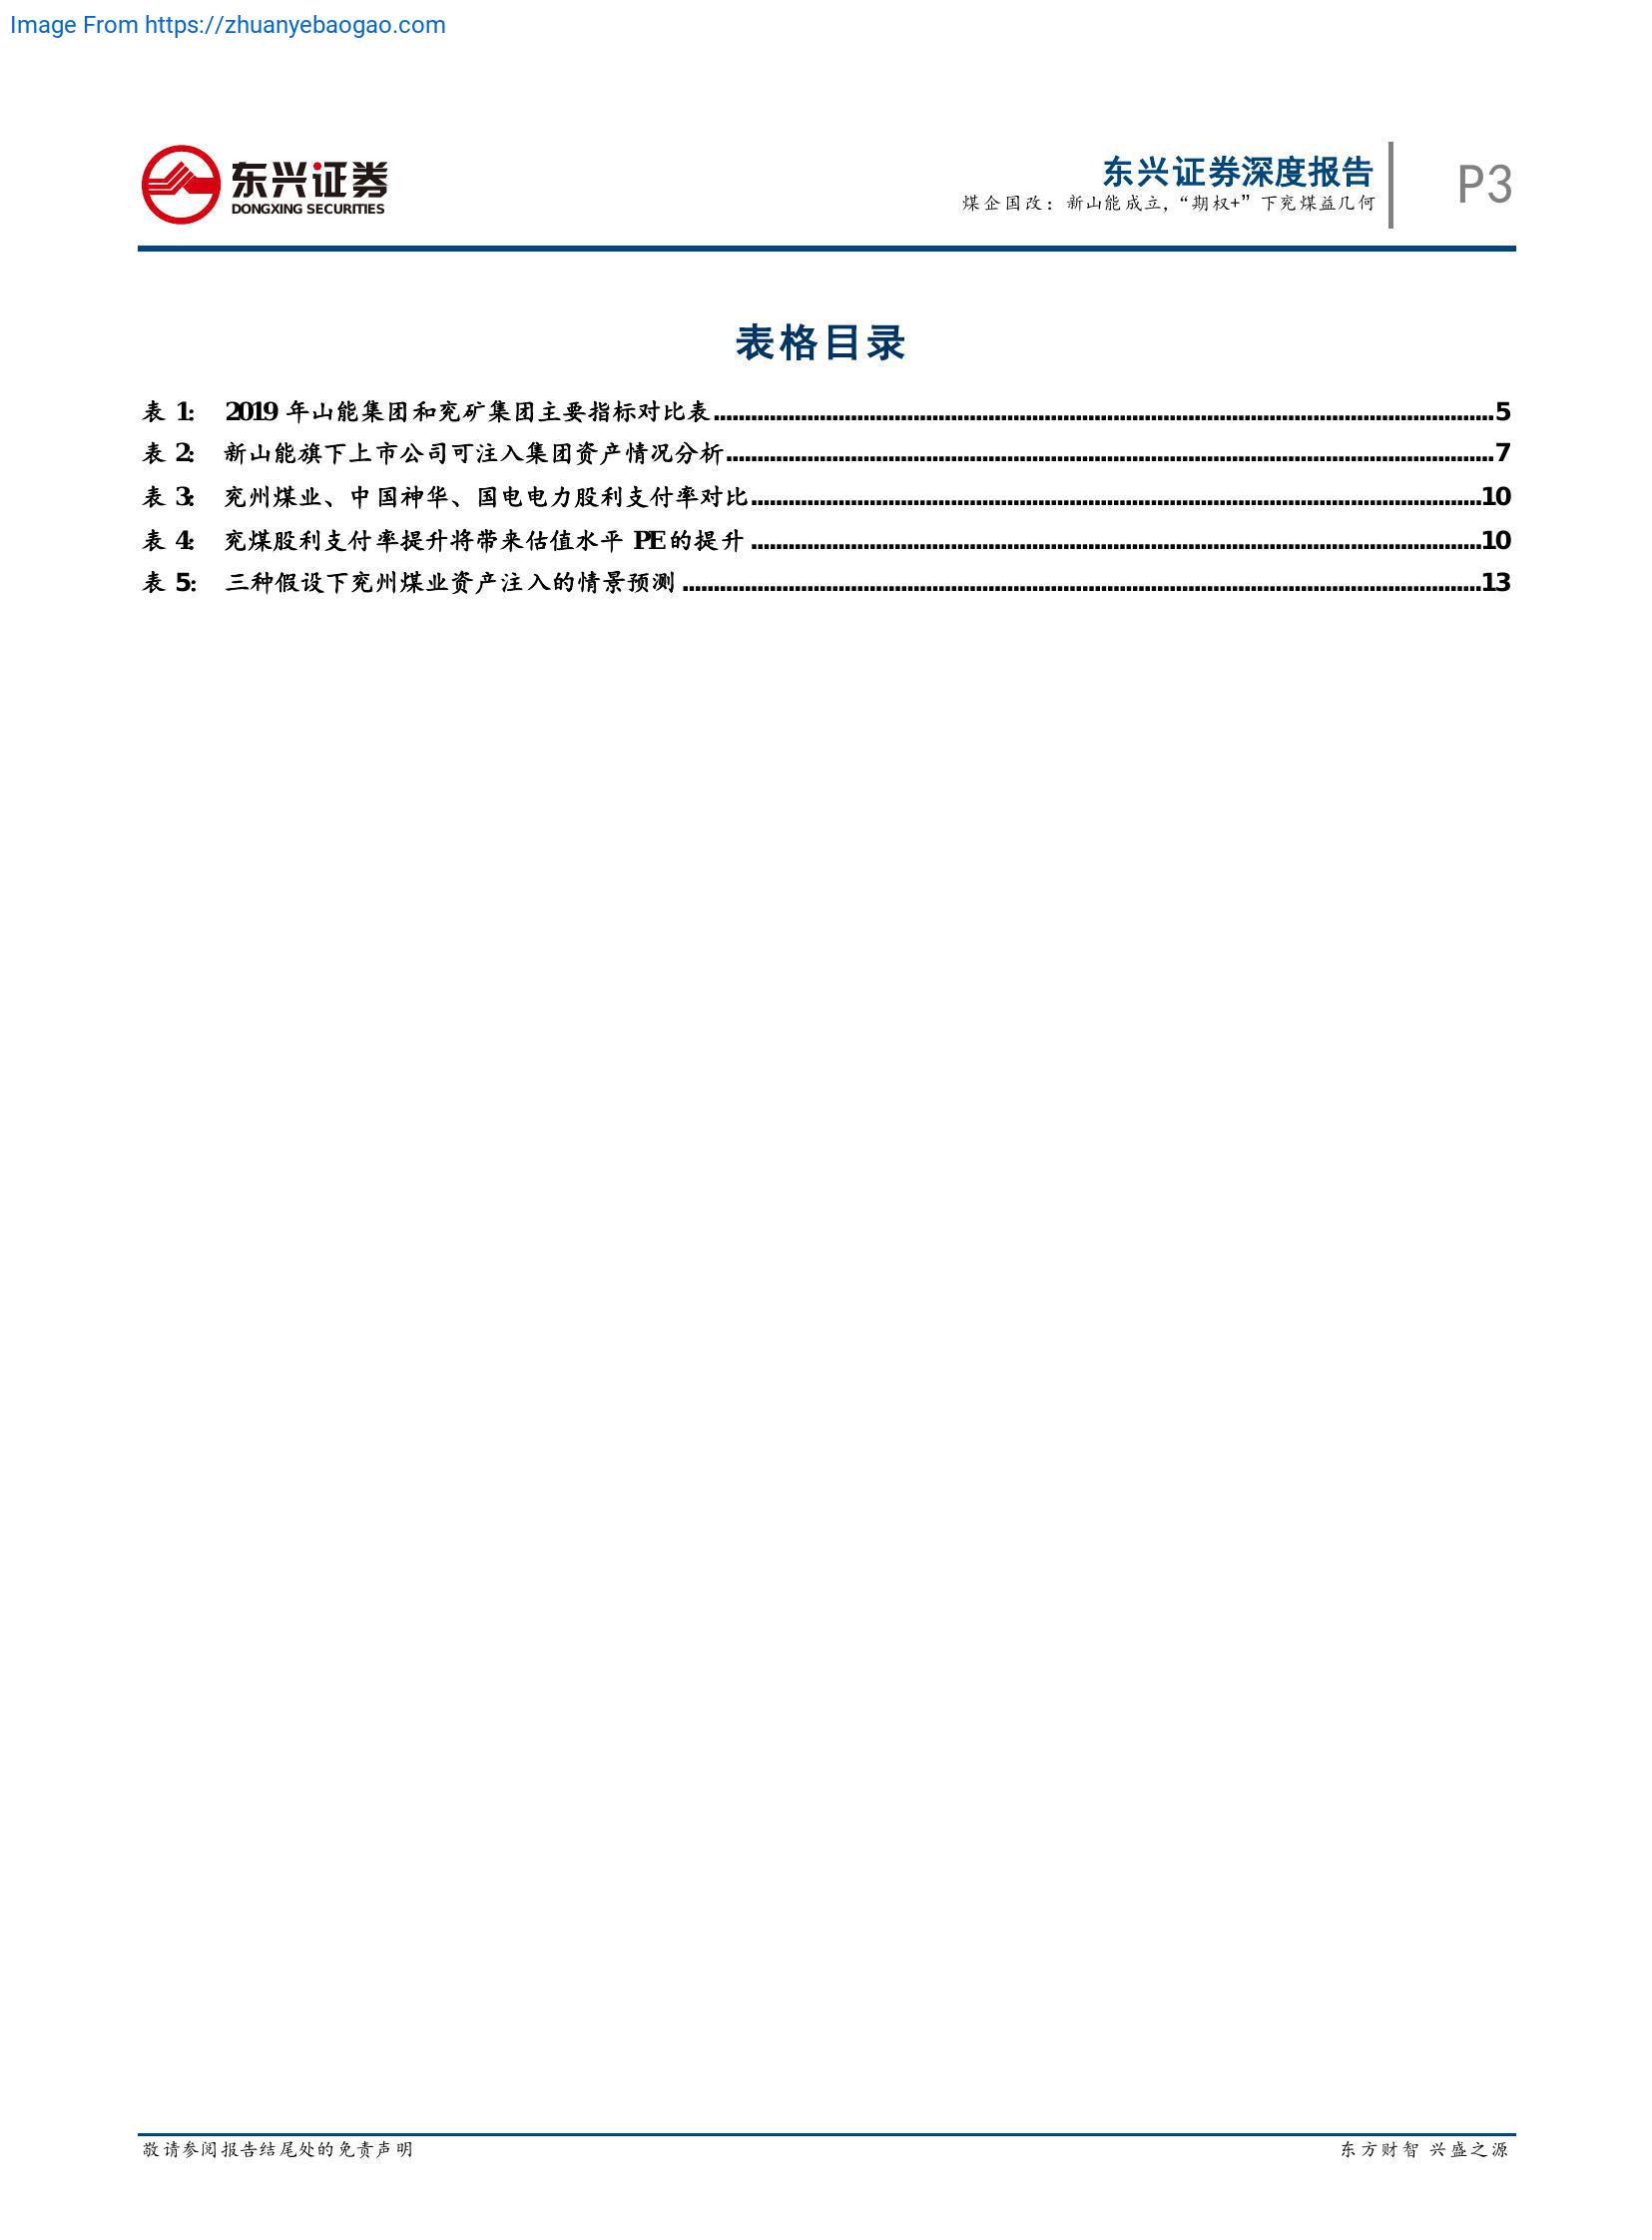 Image From https://zhuanyebaogao.com
东兴证券
DONGXING SECURITIES
东兴证券深度报告
煤企国改：新山能成立，“期权+”下兖煤益几何
P3
表格目录
表 1: 2019 年山能集团和兖矿集团主要指标对比表 5
表 2: 新山能旗下上市公司可注入集团资产情况分析 7
表 3: 兖州煤业、中国神华、国电电力股利支付率对比 10
表 4: 兖煤股利支付率提升将带来估值水平 PE 的提升 10
表 5: 三种假设下兖州煤业资产注入的情景预测 13
敬请参阅报告结尾处的免责声明
东方财智 兴盛之源